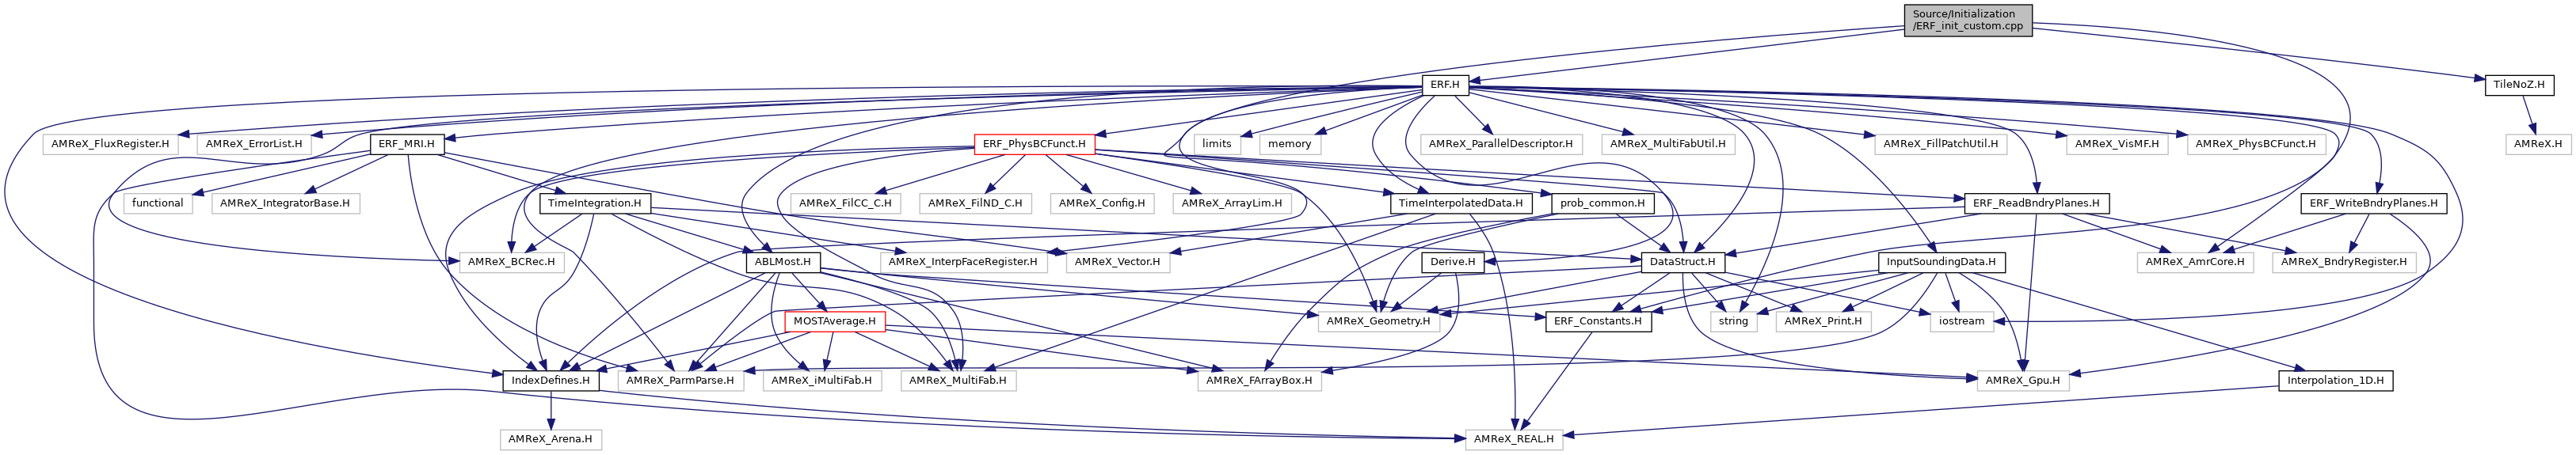 Source/Initialization
/ERF_init_custom.cpp
ERF.H
TileNoZ.H
AMReX_FluxRegister.H
AMReX_ErrorList.H
ERF_MRI.H
ERF_PhysBCFunct.H
limits
memory
AMReX_ParallelDescriptor.H
AMReX_MultiFabUtil.H
AMReX_FillPatchUtil.H
AMReX_VisMF.H
AMReX_PhysBCFunct.H
AMReX.H
functional
AMReX_IntegratorBase.H
TimeIntegration.H
AMReX_FilCC_C.H
AMReX_FilND_C.H
AMReX_Config.H
AMReX_ArrayLim.H
TimeInterpolatedData.H
prob_common.H
ERF_ReadBndryPlanes.H
ERF_WriteBndryPlanes.H
AMReX_BCRec.H
ABLMost.H
AMReX_InterpFaceRegister.H
AMReX_Vector.H
Derive.H
DataStruct.H
InputSoundingData.H
AMReX_AmrCore.H
AMReX_BndryRegister.H
MOSTAverage.H
AMReX_Geometry.H
ERF_Constants.H
string
AMReX_Print.H
iostream
IndexDefines.H
AMReX_ParmParse.H
AMReX_iMultiFab.H
AMReX_MultiFab.H
AMReX_FArrayBox.H
AMReX_Gpu.H
Interpolation_1D.H
AMReX_Arena.H
AMReX_REAL.H